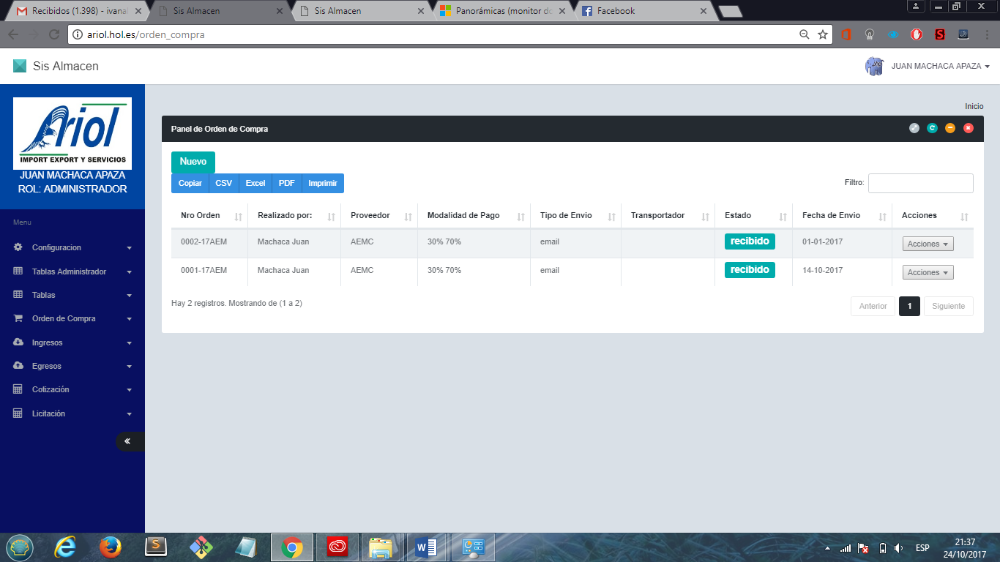 Recibidos (1.398) - ivanal
Sis Almacen
Sis Almacen
Panorámicas (monitor do
Facebook
ariol.hol.es/orden_compra
Sis Almacen
JUAN MACHACA APAZA
Ariol
IMPORT EXPORT Y SERVICIOS
JUAN MACHACA APAZA
ROL: ADMINISTRADOR
Menu
Configuracion
Tablas Administrador
Tablas
Orden de Compra
Ingresos
Egresos
Cotización
Licitación
Inicio
Panel de Orden de Compra
Nuevo
Copiar CSV Excel PDF Imprimir
Filtro:
Nro Orden Realizado por: Proveedor Modalidad de Pago Tipo de Envio Transportador Estado Fecha de Envio Acciones
0002-17AEM Machaca Juan AEMC 30% 70% email recibido 01-01-2017 Acciones
0001-17AEM Machaca Juan AEMC 30% 70% email recibido 14-10-2017 Acciones
Hay 2 registros. Mostrando de (1 a 2)
Anterior 1 Siguiente
ESP
21:37
24/10/2017